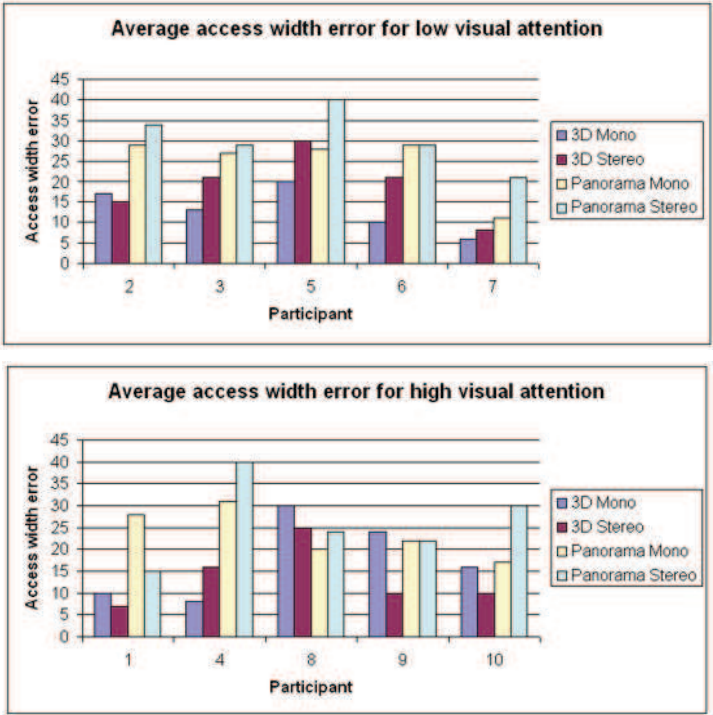 Average access width error for low visual attention
Access width error
45
40
35
30
25
20
15
10
5
0
2 3 5 6 7
Participant
3D Mono
3D Stereo
Panorama Mono
Panorama Stereo
Average access width error for high visual attention
Access width error
45
40
35
30
25
20
15
10
5
0
1 4 8 9 10
Participant
3D Mono
3D Stereo
Panorama Mono
Panorama Stereo